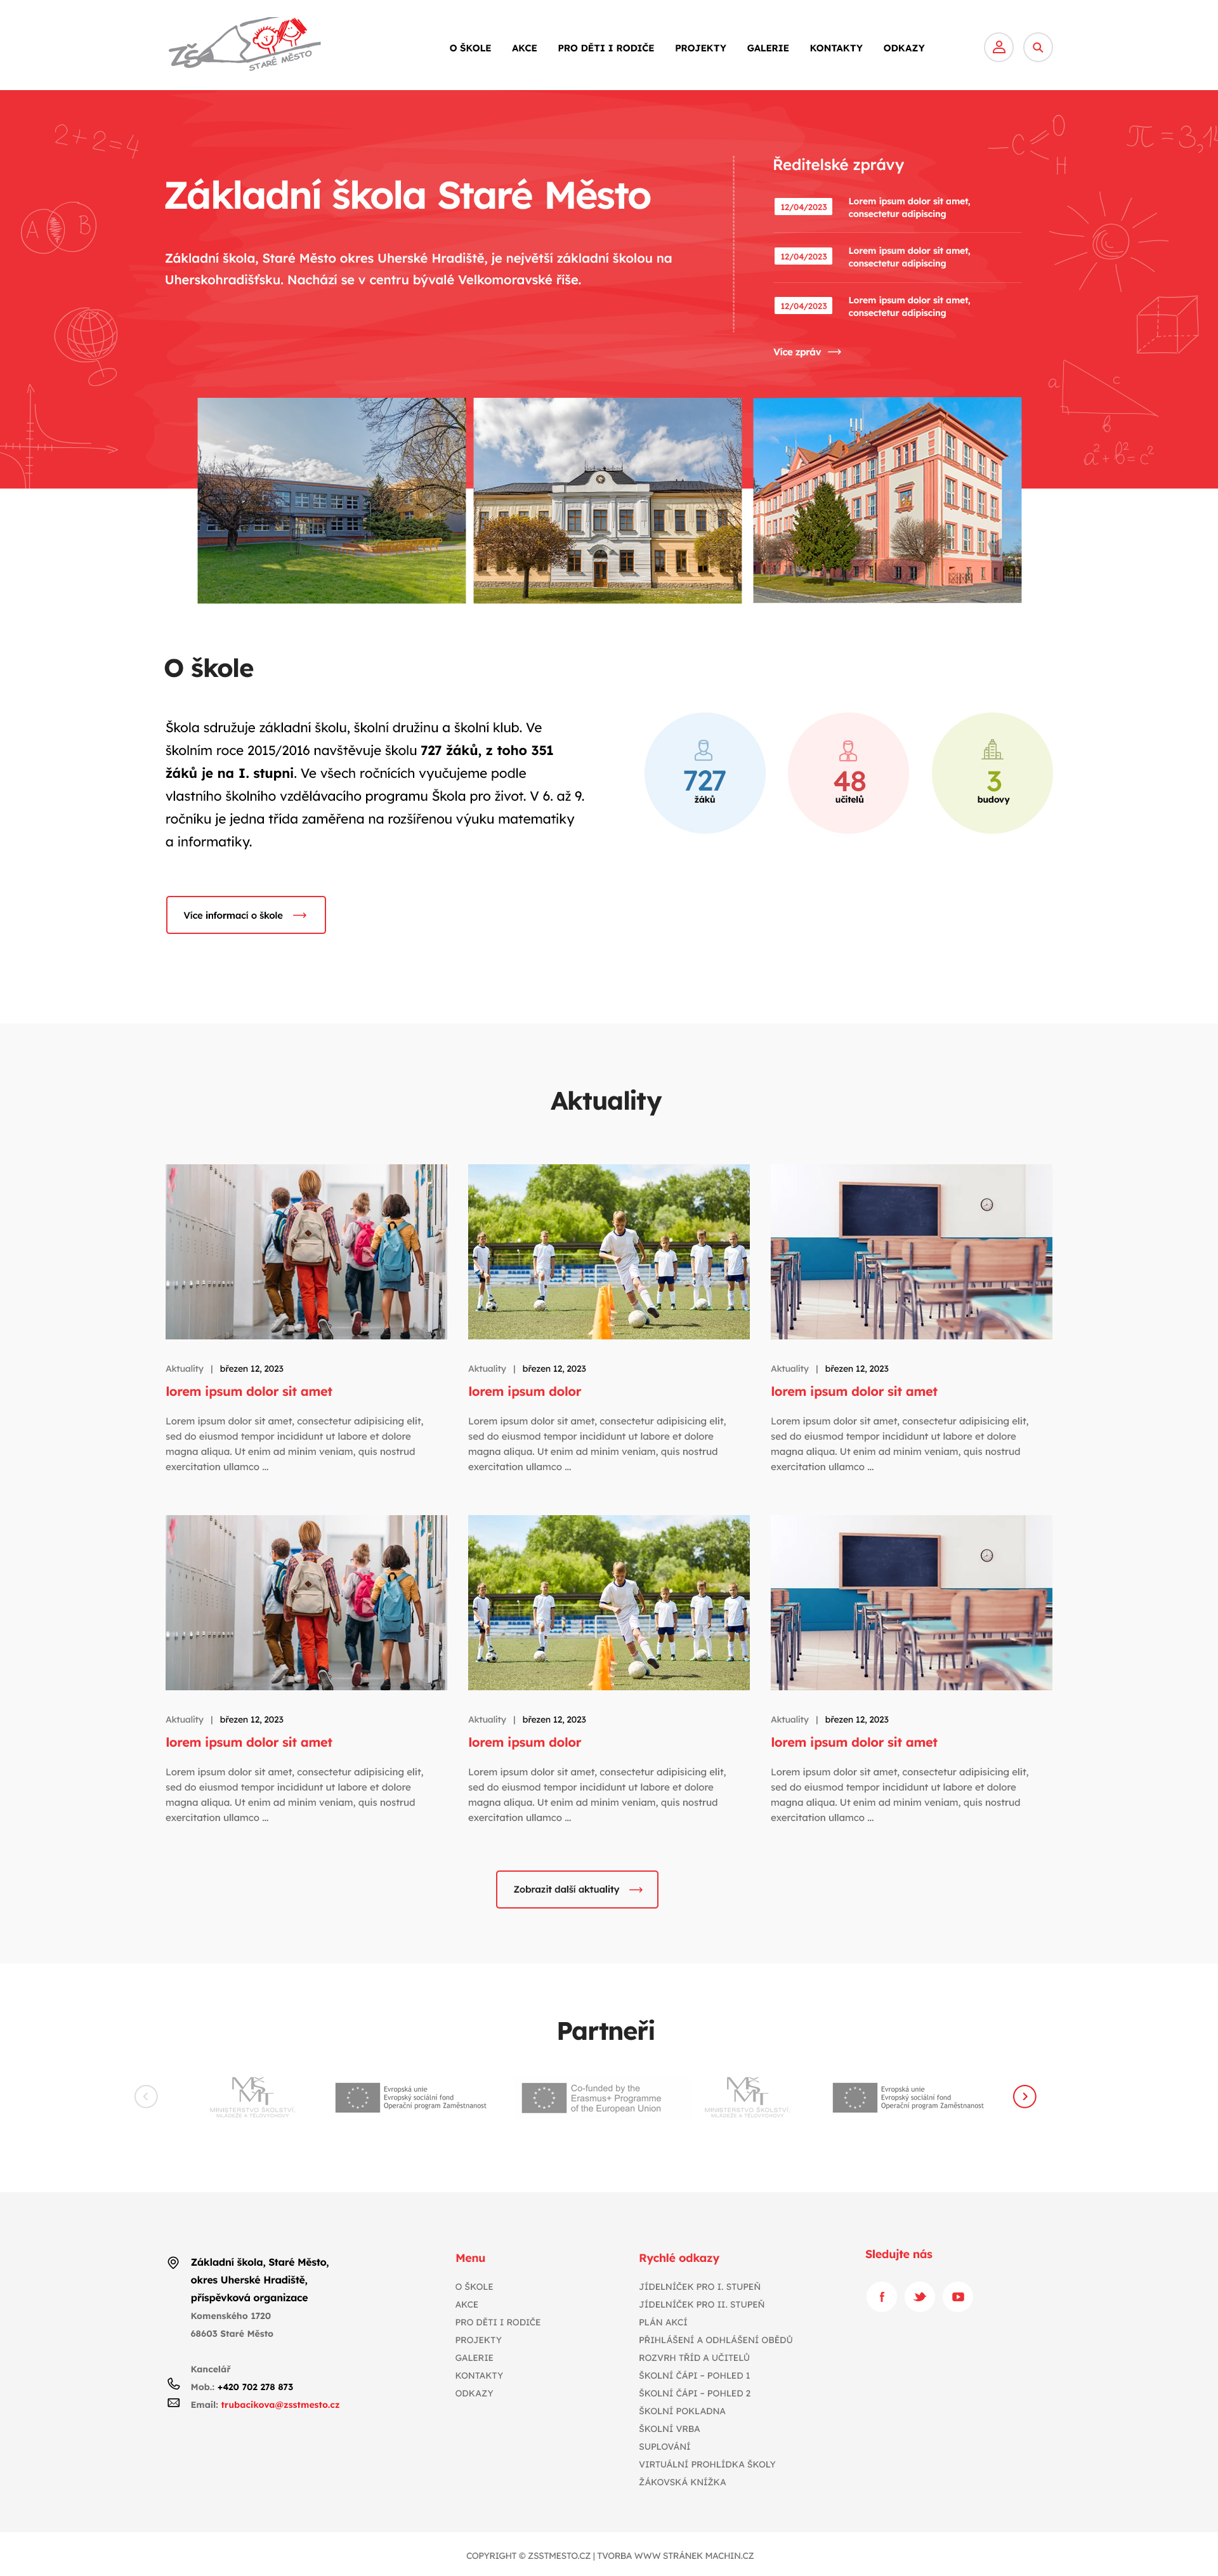 ZŠ
STARÉ MĚSTO
O ŠKOLE
AKCE
PRO DĚTI I RODIČE
PROJEKTY
GALERIE
KONTAKTY
ODKAZY
2+2=4
A
B
C
O
H
π=3,14
Základní škola Staré Město
Základní škola, Staré Město okres Uherské Hradiště, je největší základní školou na
Uherskohradišťsku. Nachází se v centru bývalé Velkomoravské říše.
Ředitelské zprávy
12/04/2023
Lorem ipsum dolor sit amet,
consectetur adipiscing
12/04/2023
Lorem ipsum dolor sit amet,
consectetur adipiscing
12/04/2023
Lorem ipsum dolor sit amet,
consectetur adipiscing
Více zpráv
a
c
b
a²+b²=c²
O škole
Škola sdružuje základní školu, školní družinu a školní klub. Ve
školním roce 2015/2016 navštěvuje školu 727 žáků, z toho 351
žáků je na I. stupni. Ve všech ročnících vyučujeme podle
vlastního školního vzdělávacího programu Škola pro život. V 6. až 9.
ročníku je jedna třída zaměřena na rozšířenou výuku matematiky
a informatiky.
727
žáků
48
učitelů
3
budovy
Více informací o škole
Aktuality
Aktuality | březen 12, 2023
lorem ipsum dolor sit amet
Lorem ipsum dolor sit amet, consectetur adipisicing elit,
sed do eiusmod tempor incididunt ut labore et dolore
magna aliqua. Ut enim ad minim veniam, quis nostrud
exercitation ullamco ...
Aktuality | březen 12, 2023
lorem ipsum dolor
Lorem ipsum dolor sit amet, consectetur adipisicing elit,
sed do eiusmod tempor incididunt ut labore et dolore
magna aliqua. Ut enim ad minim veniam, quis nostrud
exercitation ullamco ...
Aktuality | březen 12, 2023
lorem ipsum dolor sit amet
Lorem ipsum dolor sit amet, consectetur adipisicing elit,
sed do eiusmod tempor incididunt ut labore et dolore
magna aliqua. Ut enim ad minim veniam, quis nostrud
exercitation ullamco ...
Aktuality | březen 12, 2023
lorem ipsum dolor sit amet
Lorem ipsum dolor sit amet, consectetur adipisicing elit,
sed do eiusmod tempor incididunt ut labore et dolore
magna aliqua. Ut enim ad minim veniam, quis nostrud
exercitation ullamco ...
Aktuality | březen 12, 2023
lorem ipsum dolor
Lorem ipsum dolor sit amet, consectetur adipisicing elit,
sed do eiusmod tempor incididunt ut labore et dolore
magna aliqua. Ut enim ad minim veniam, quis nostrud
exercitation ullamco ...
Aktuality | březen 12, 2023
lorem ipsum dolor sit amet
Lorem ipsum dolor sit amet, consectetur adipisicing elit,
sed do eiusmod tempor incididunt ut labore et dolore
magna aliqua. Ut enim ad minim veniam, quis nostrud
exercitation ullamco ...
Zobrazit další aktuality
Partneři
MŠMT
MINISTERSTVO ŠKOLSTVÍ,
MLÁDEŽE A TĚLOVÝCHOVY
Evropská unie
Evropský sociální fond
Operační program Zaměstnanost
Co-funded by the
Erasmus+ Programme
of the European Union
MŠMT
MINISTERSTVO ŠKOLSTVÍ,
MLÁDEŽE A TĚLOVÝCHOVY
Evropská unie
Evropský sociální fond
Operační program Zaměstnanost
Základní škola, Staré Město,
okres Uherské Hradiště,
příspěvková organizace
Komenského 1720
68603 Staré Město
Kancelář
Mob.: +420 702 278 873
Email: trubacikova@zsstmesto.cz
Menu
O ŠKOLE
AKCE
PRO DĚTI I RODIČE
PROJEKTY
GALERIE
KONTAKTY
ODKAZY
Rychlé odkazy
JÍDELNÍČEK PRO I. STUPEŇ
JÍDELNÍČEK PRO II. STUPEŇ
PLÁN AKCÍ
PŘIHLÁŠENÍ A ODHLÁŠENÍ OBĚDŮ
ROZVRH TŘÍD A UČITELŮ
ŠKOLNÍ ČÁPI – POHLED 1
ŠKOLNÍ ČÁPI – POHLED 2
ŠKOLNÍ POKLADNA
ŠKOLNÍ VRBA
SUPLOVÁNÍ
VIRTUÁLNÍ PROHLÍDKA ŠKOLY
ŽÁKOVSKÁ KNÍŽKA
Sledujte nás
COPYRIGHT © ZSSTMESTO.CZ | TVORBA WWW STRÁNEK MACHIN.CZ